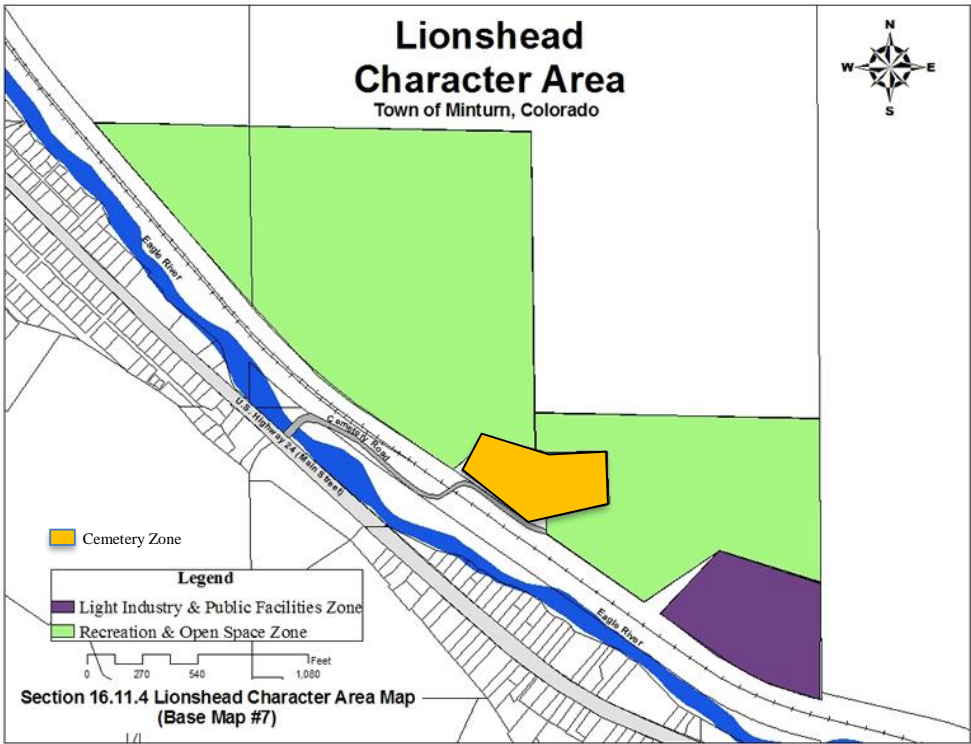 Lionshead
Character Area
Town of Minturn, Colorado
N
W
E
S
Eagle River
U.S. Highway 24 (Main Street)
Cemetery Road
Cemetery Zone
Legend
Light Industry & Public Facilities Zone
Recreation & Open Space Zone
Feet
0 270 540 1,080
Eagle River
Section 16.11.4 Lionshead Character Area Map
(Base Map #7)